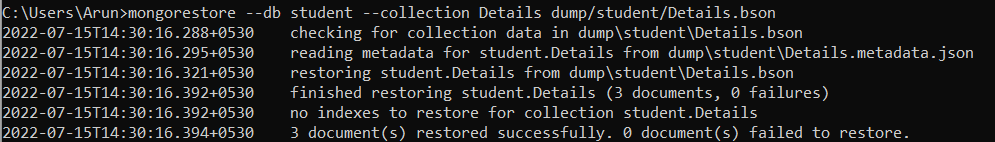 C:\Users\Arun>mongorestore --db student --collection Details dump/student/Details.bson
2022-07-15T14:30:16.288+0530    checking for collection data in dump\student\Details.bson
2022-07-15T14:30:16.295+0530    reading metadata for student.Details from dump\student\Details.metadata.json
2022-07-15T14:30:16.321+0530    restoring student.Details from dump\student\Details.bson
2022-07-15T14:30:16.392+0530    finished restoring student.Details (3 documents, 0 failures)
2022-07-15T14:30:16.392+0530    no indexes to restore for collection student.Details
2022-07-15T14:30:16.394+0530    3 document(s) restored successfully. 0 document(s) failed to restore.